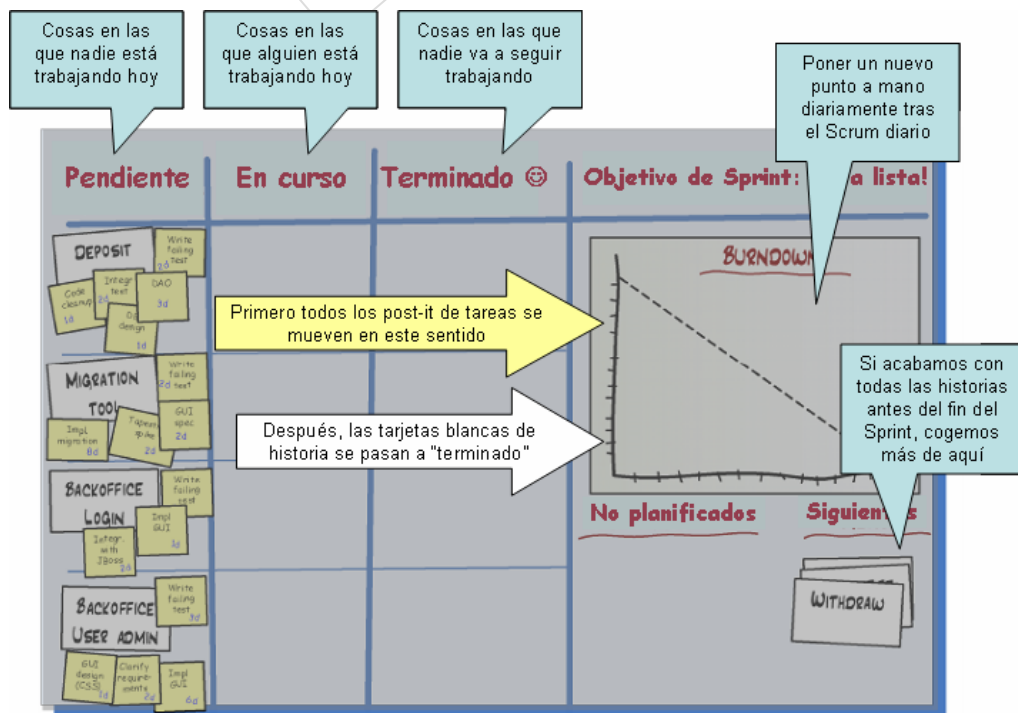 Cosas en las
que nadie está
trabajando hoy
Cosas en las
que alguien está
trabajando hoy
Cosas en las que
nadie va a seguir
trabajando
Poner un nuevo
punto a mano
diariamente tras
el Scrum diario
Pendiente
En curso
Terminado ☺
Objetivo de Sprint: a lista!
DEPOSIT
Write
failing
test
2d
Code
cleanup
1d
Integr
test
2d
DAO
3d
design
1d
BURNDOWN
Primero todos los post-it de tareas se
mueven en este sentido
MIGRATION
TOOL
Write
failing
test
2d
GUI
spec
2d
Impl
migration
8d
2d
Después, las tarjetas blancas de
historia se pasan a "terminado"
Si acabamos con
todas las historias
antes del fin del
Sprint, cogemos
más de aquí
BACKOFFICE
LOGIN
Write
failing
test
Impl
GUI
Integr.
with
JBoss
2d
No planificados
Siguientes
WITHDRAW
BACKOFFICE
USER ADMIN
Write
failing
test
3d
GUI
design
(CSS)
1d
Clarify
require-
ments
2d
Impl
GUI
6d